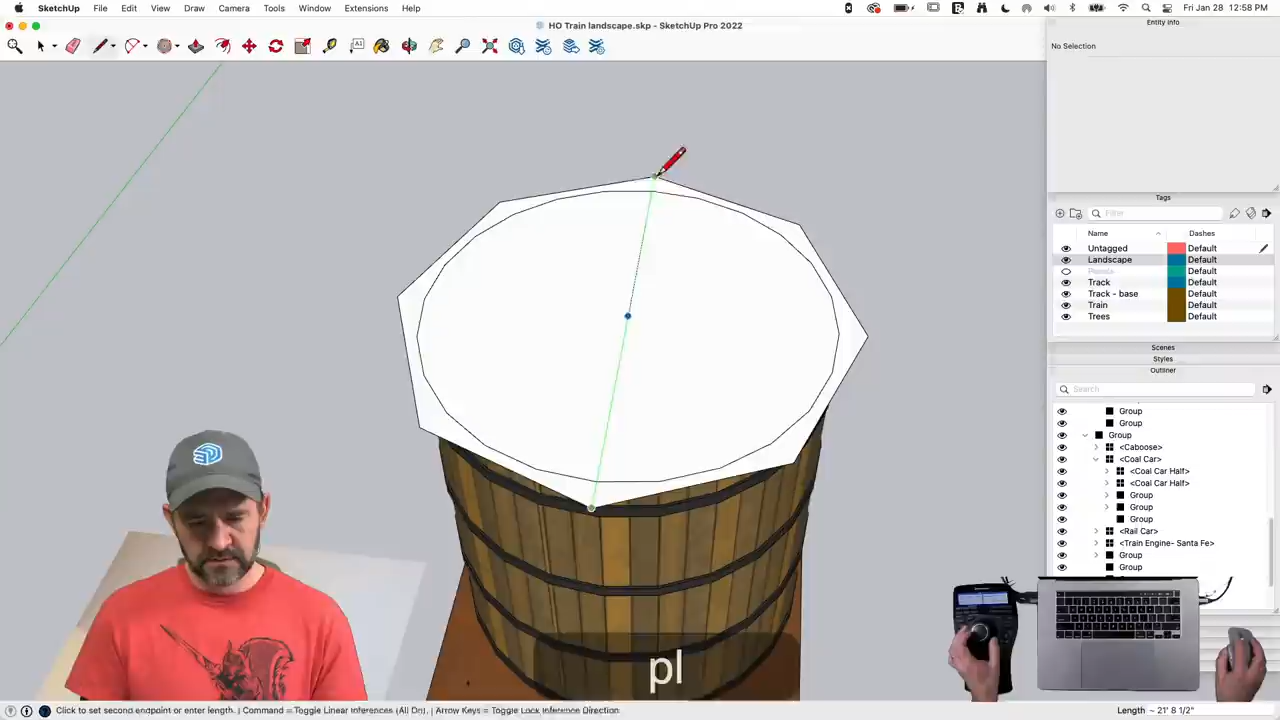 SketchUp File Edit View Draw Camera Tools Window Extensions Help Fri Jan 28 12:58 PM
HO Train landscape.skp - SketchUp Pro 2022
Entity Info
No Selection
Tags
Filter
Name Dashes
Untagged Default
Landscape Default
Default
Track Default
Track - base Default
Train Default
Trees Default
Scenes
Styles
Outliner
Search
Group
Group
Group
<Caboose>
<Coal Car>
<Coal Car Half>
<Coal Car Half>
Group
Group
Group
<Rail Car>
<Train Engine- Santa Fe>
Group
Group
pl
Click to set second endpoint or enter length. | Command = Toggle Linear Inferences (All On). | Arrow Keys = Toggle Lock Inference Direction. Length ~ 21' 8 1/2"